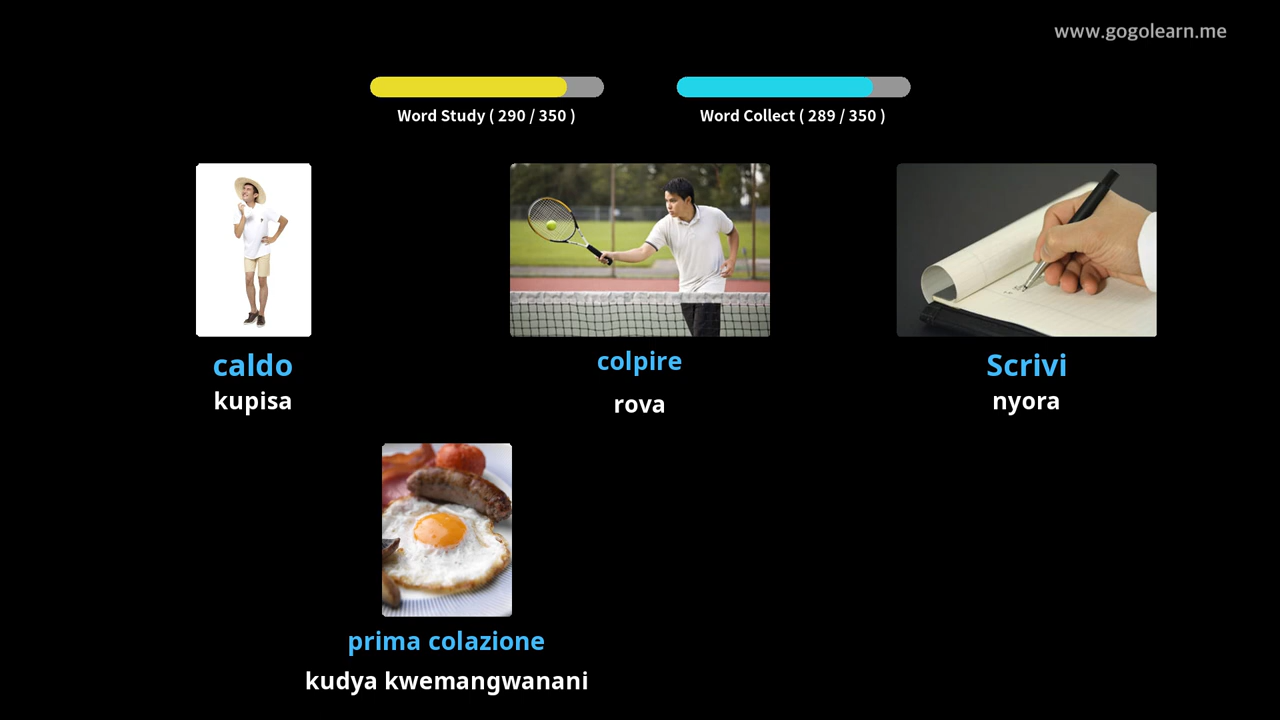 www.gogolearn.me
Word Study ( 290 / 350 )
Word Collect ( 289 / 350 )
caldo
kupisa
colpire
rova
Scrivi
nyora
prima colazione
kudya kwemangwanani